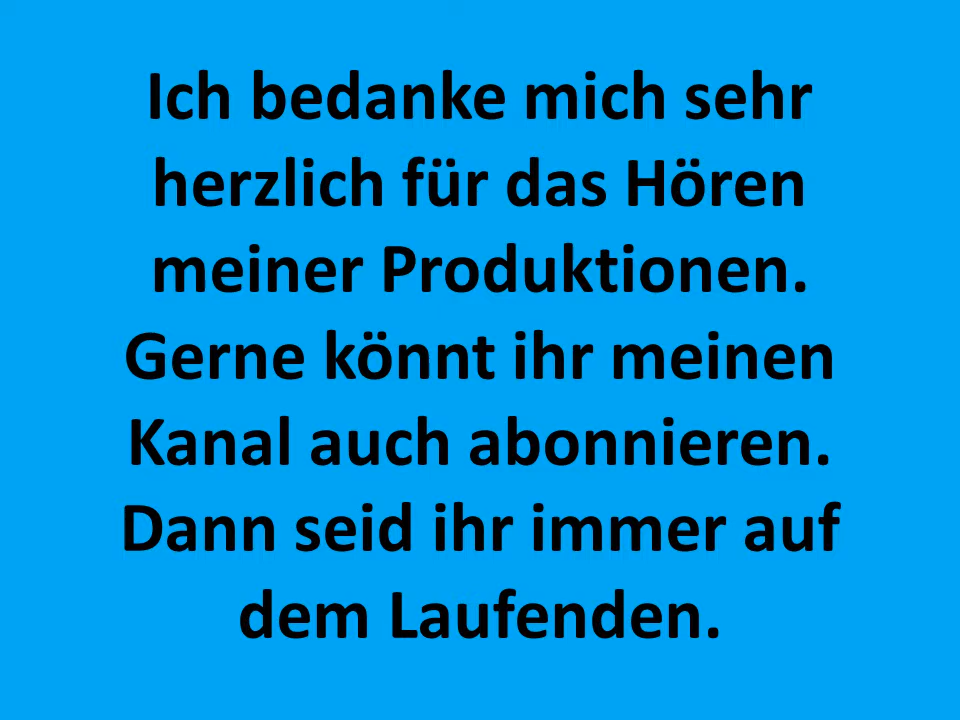 Ich bedanke mich sehr
herzlich für das Hören
meiner Produktionen.
Gerne könnt ihr meinen
Kanal auch abonnieren.
Dann seid ihr immer auf
dem Laufenden.